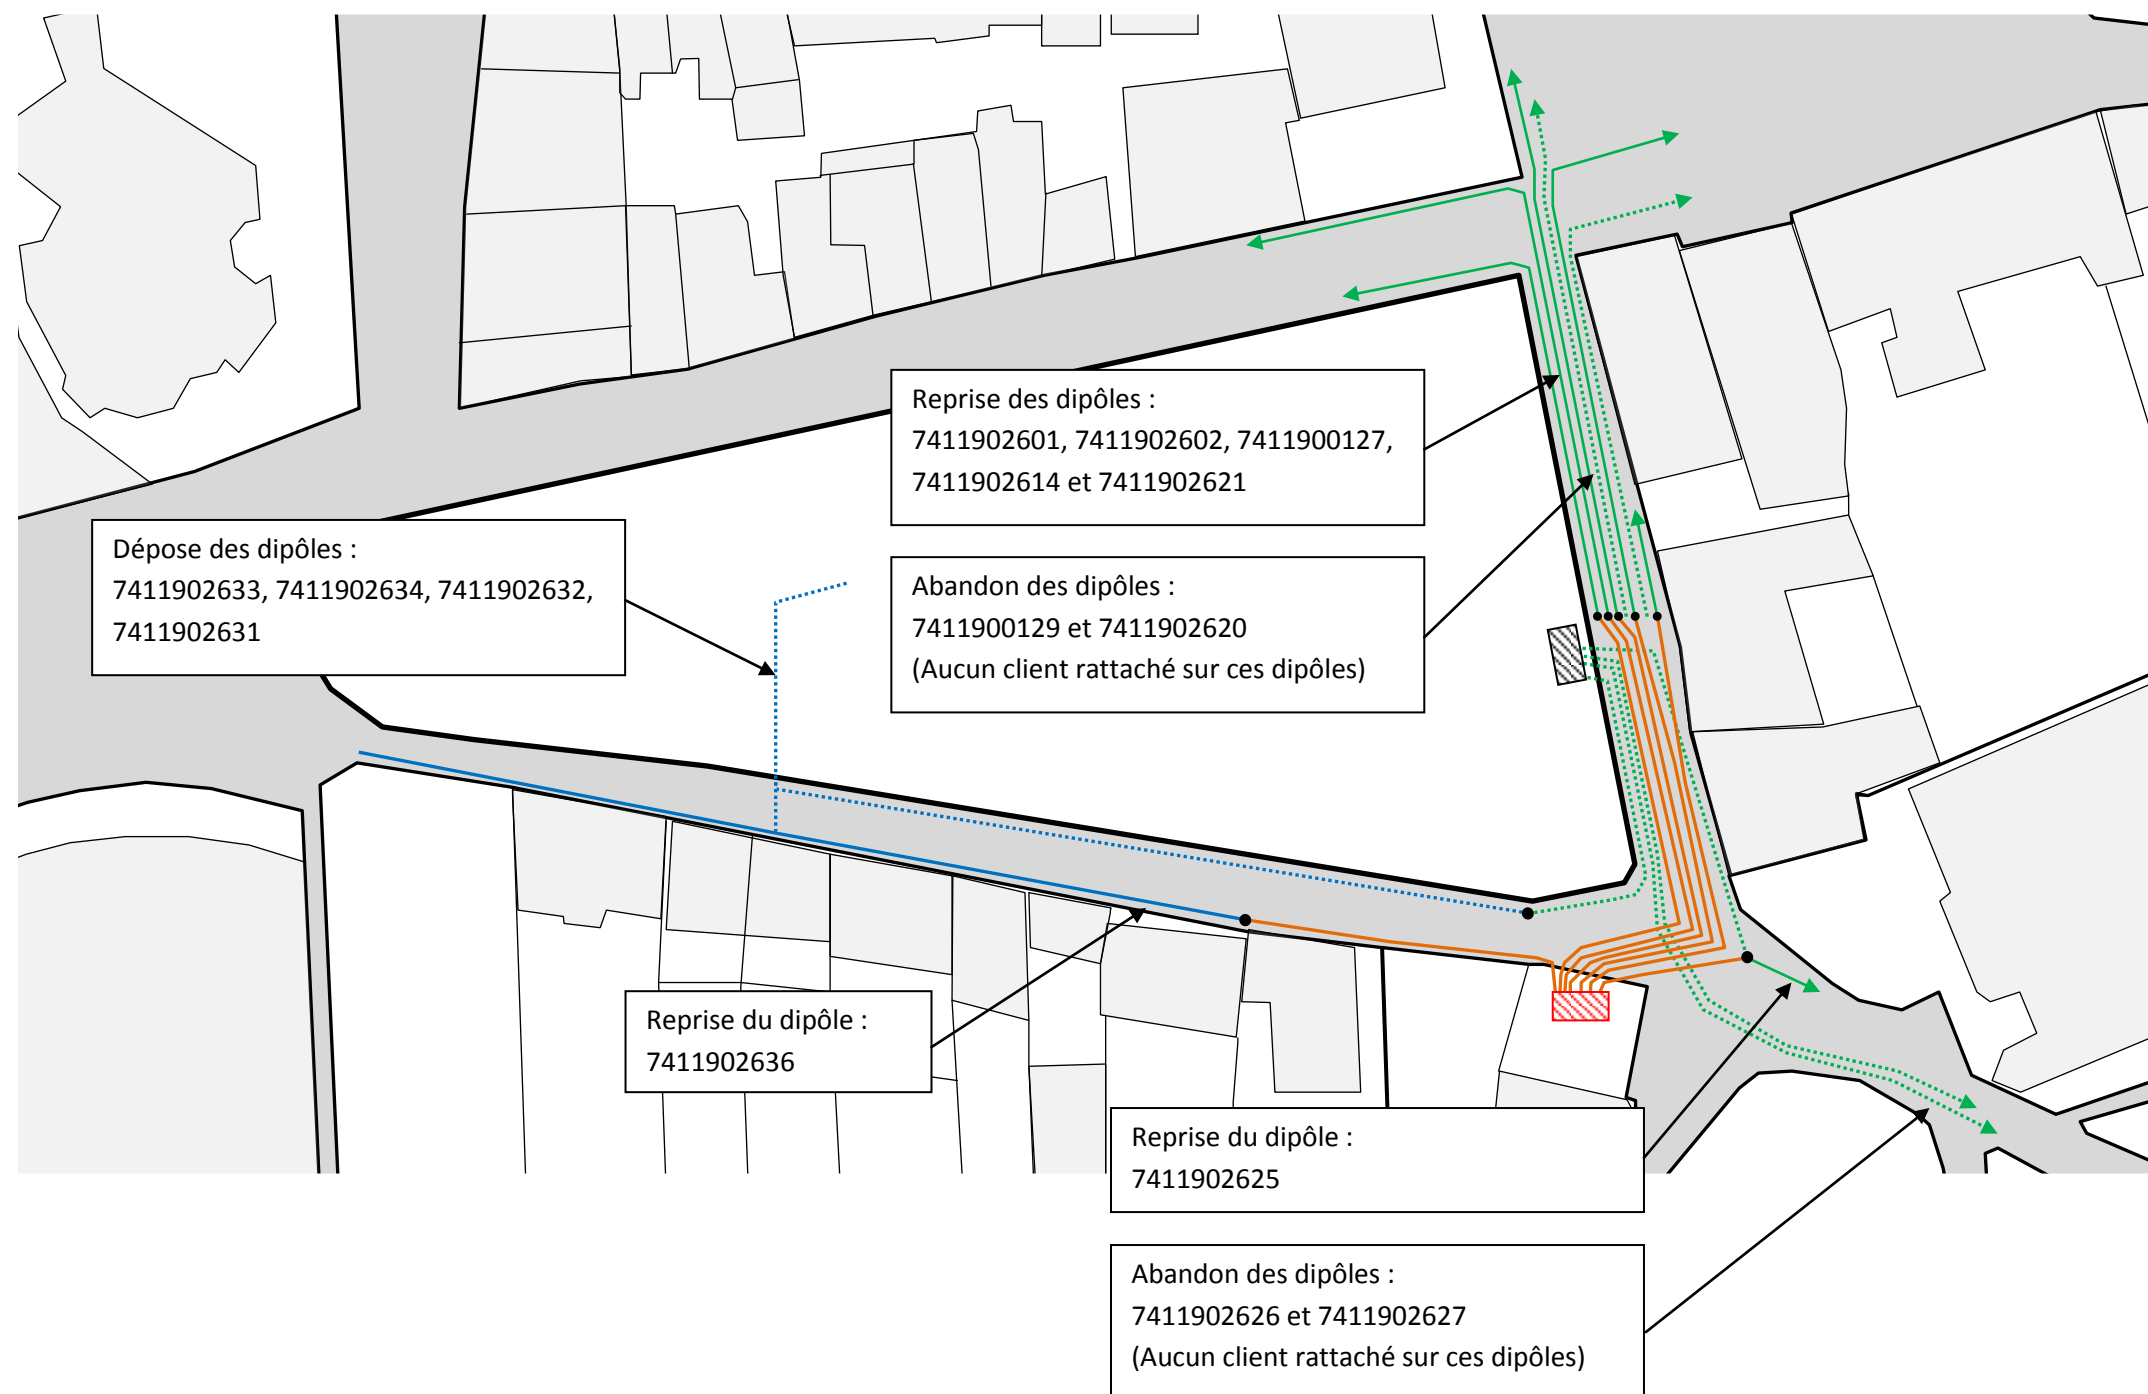 Reprise des dipôles :
7411902601, 7411902602, 7411900127,
7411902614 et 7411902621
Dépose des dipôles :
7411902633, 7411902634, 7411902632,
7411902631
Abandon des dipôles :
7411900129 et 7411902620
(Aucun client rattaché sur ces dipôles)
Reprise du dipôle :
7411902636
Reprise du dipôle :
7411902625
Abandon des dipôles :
7411902626 et 7411902627
(Aucun client rattaché sur ces dipôles)